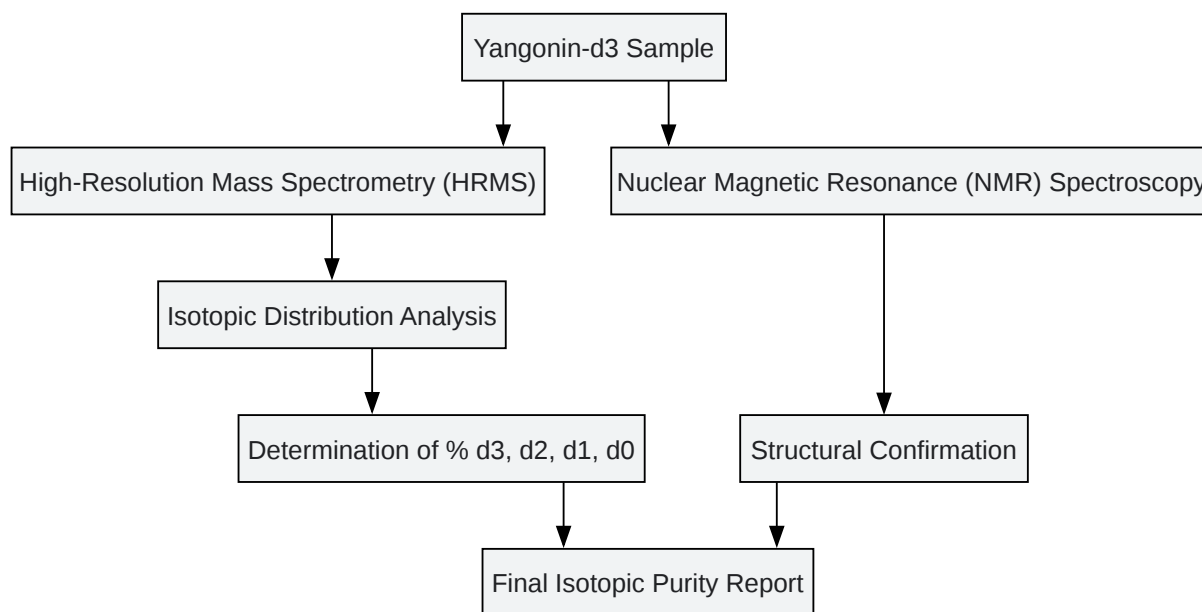 Yangonin-d3 Sample
High-Resolution Mass Spectrometry (HRMS)
Nuclear Magnetic Resonance (NMR) Spectroscopy
Isotopic Distribution Analysis
Determination of % d3, d2, d1, d0
Structural Confirmation
Final Isotopic Purity Report